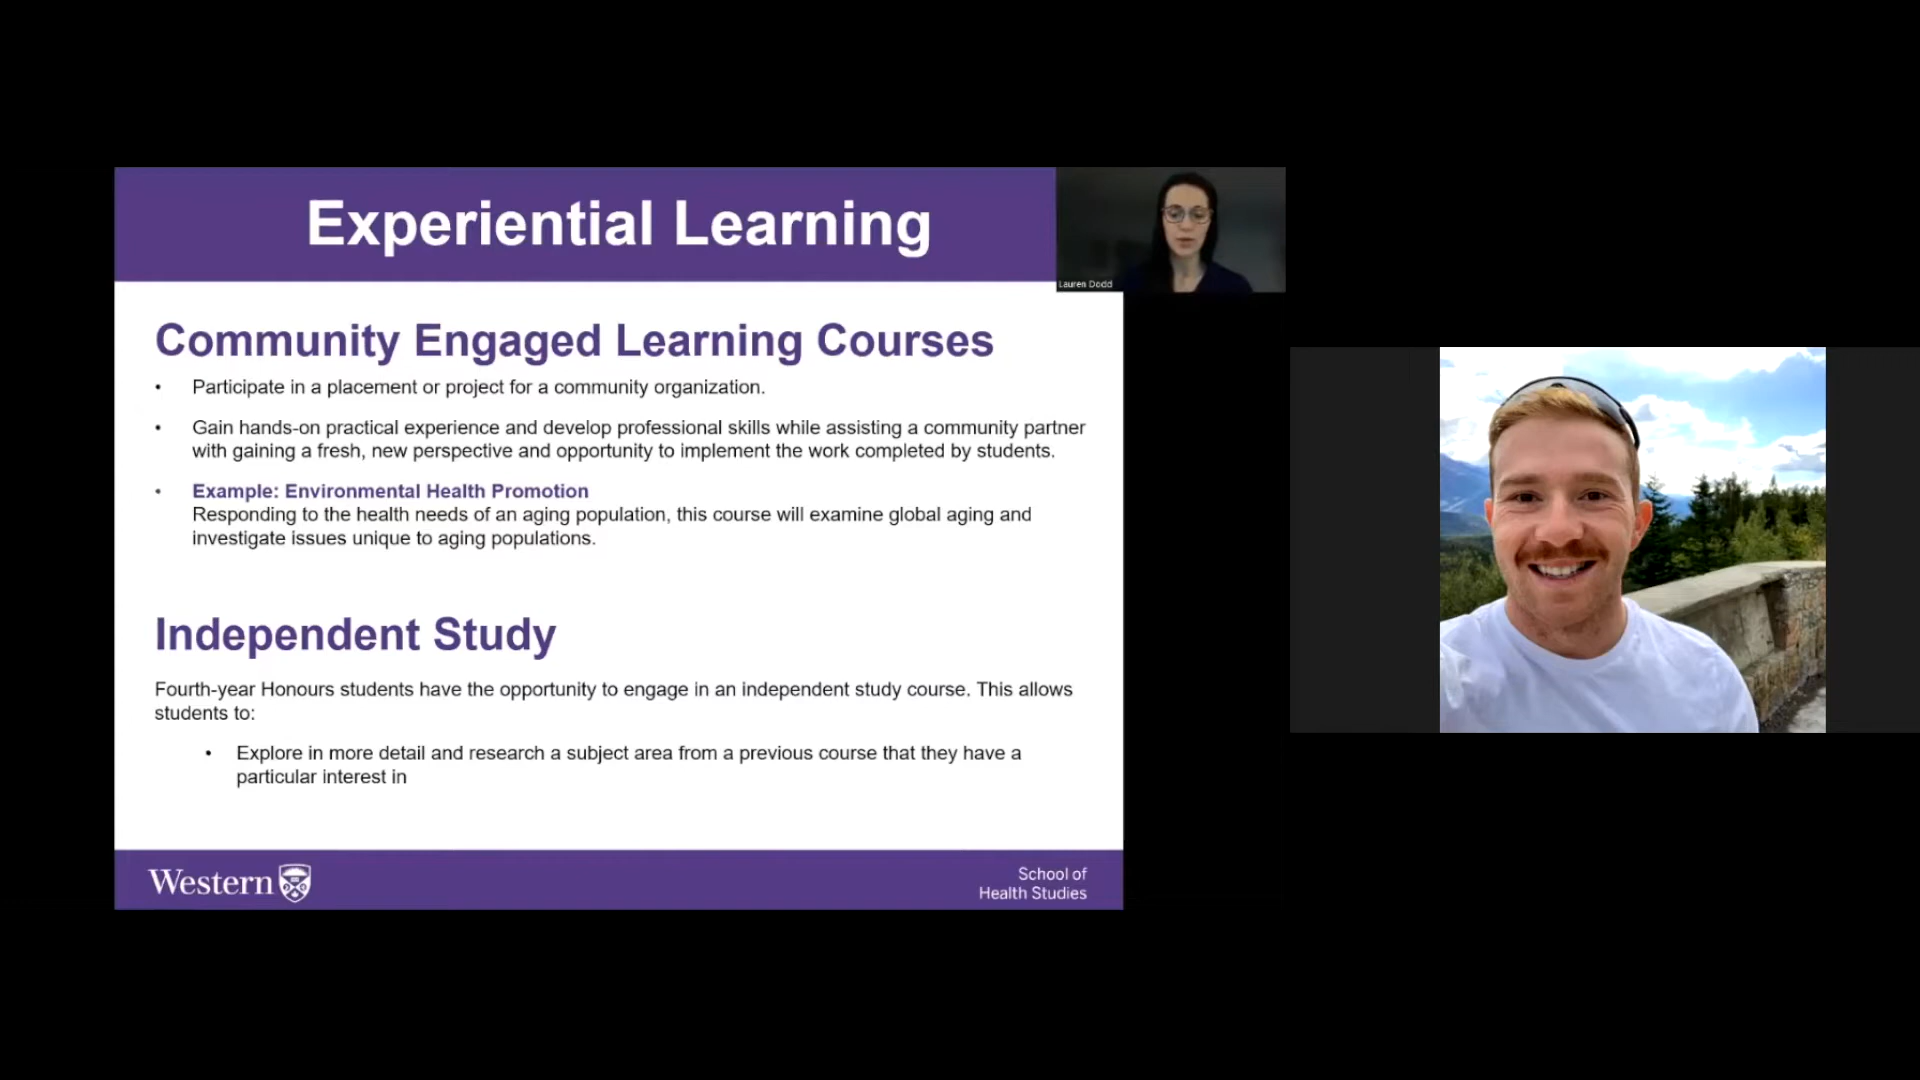 Experiential Learning
Lauren Dodd
Community Engaged Learning Courses
• Participate in a placement or project for a community organization.
• Gain hands-on practical experience and develop professional skills while assisting a community partner
with gaining a fresh, new perspective and opportunity to implement the work completed by students.
• Example: Environmental Health Promotion
Responding to the health needs of an aging population, this course will examine global aging and
investigate issues unique to aging populations.
Independent Study
Fourth-year Honours students have the opportunity to engage in an independent study course. This allows
students to:
• Explore in more detail and research a subject area from a previous course that they have a
particular interest in
Western
School of
Health Studies